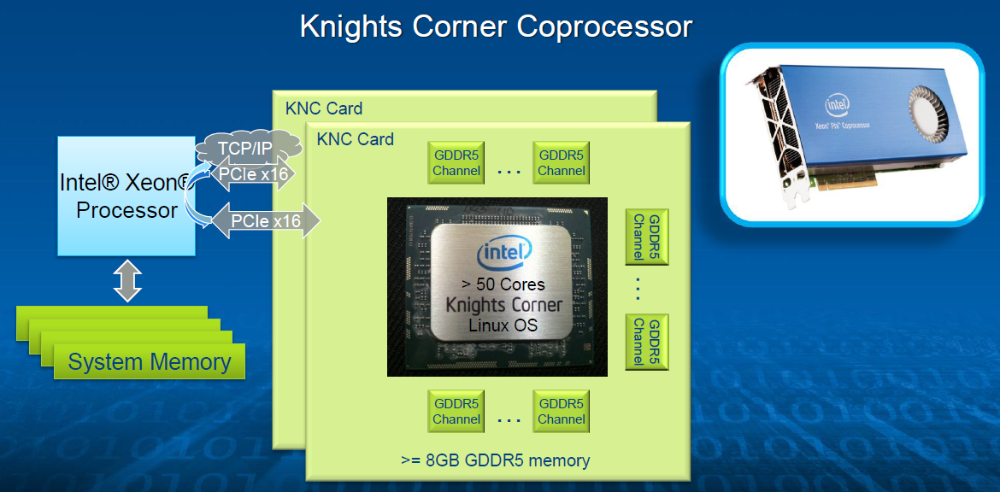 Knights Corner Coprocessor
KNC Card
KNC Card
TCP/IP
PCIe x16
PCIe x16
Intel® Xeon®
Processor
System Memory
GDDR5
Channel
...
GDDR5
Channel
GDDR5
Channel
...
GDDR5
Channel
intel
> 50 Cores
Knights Corner
Linux OS
GDDR5
Channel
...
GDDR5
Channel
>= 8GB GDDR5 memory
intel
Xeon® Phi™ Coprocessor